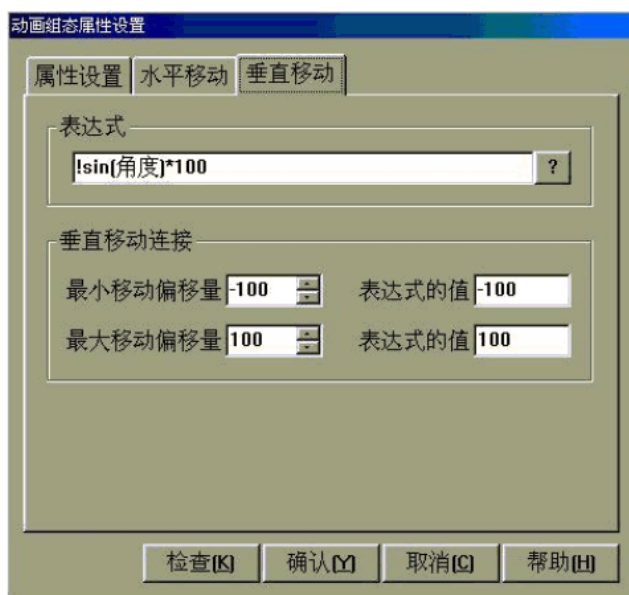 动画组态属性设置
属性设置 水平移动 垂直移动
表达式
!sin(角度)*100 ?
垂直移动连接
最小移动偏移量 -100 表达式的值 -100
最大移动偏移量 100 表达式的值 100
检查(K) 确认(Y) 取消(C) 帮助(H)